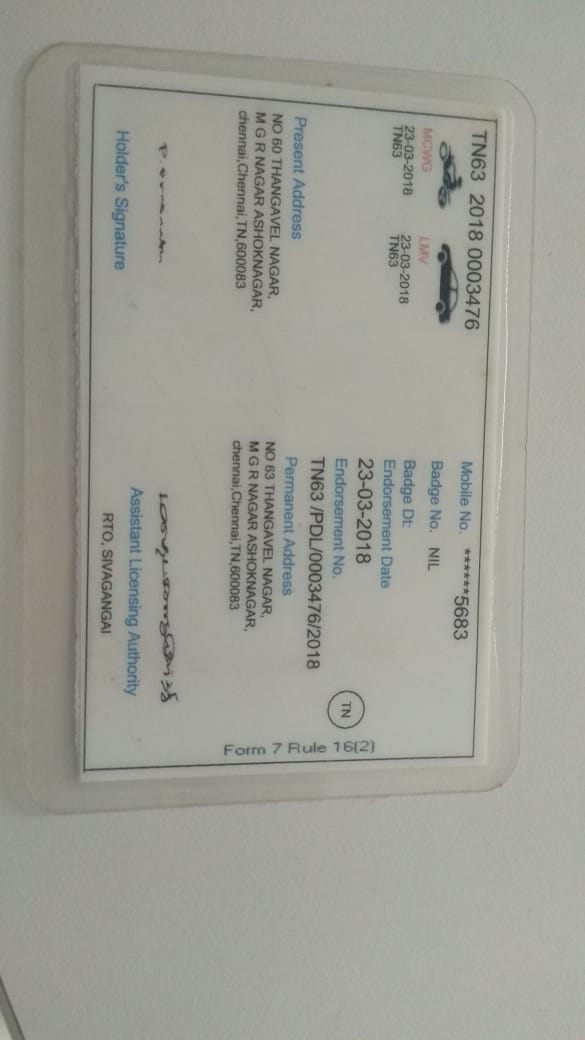 TN63 2018 0003476
MCWG
23-03-2018
TN63
LMV
23-03-2018
TN63
Mobile No. ******5683
Badge No. NIL
Badge Dt:
Endorsement Date
23-03-2018
Endorsement No.
TN63 /PDL/0003476/2018
TN
Present Address
NO 60 THANGAVEL NAGAR,
M G R NAGAR ASHOKNAGAR,
chennai,Chennai,TN,600083
Permanent Address
NO 63 THANGAVEL NAGAR,
M G R NAGAR ASHOKNAGAR,
chennai,Chennai,TN,600083
Holder's Signature
Assistant Licensing Authority
RTO, SIVAGANGAI
Form 7 Rule 16(2)